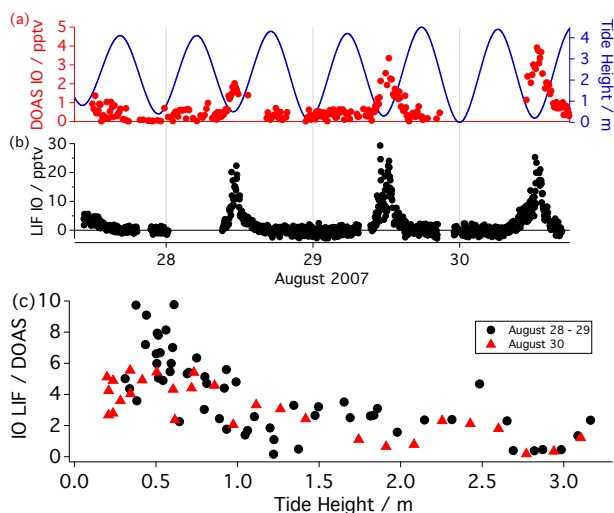 (a)
DOAS IO / pptv
5
4
3
2
1
0
4
3
2
1
0
Tide Height / m
(b)
LIF IO / pptv
30
20
10
0
28
29
30
August 2007
(c)
IO LIF / DOAS
10
8
6
4
2
0
August 28 - 29
August 30
0.0
0.5
1.0
1.5
2.0
2.5
3.0
Tide Height / m